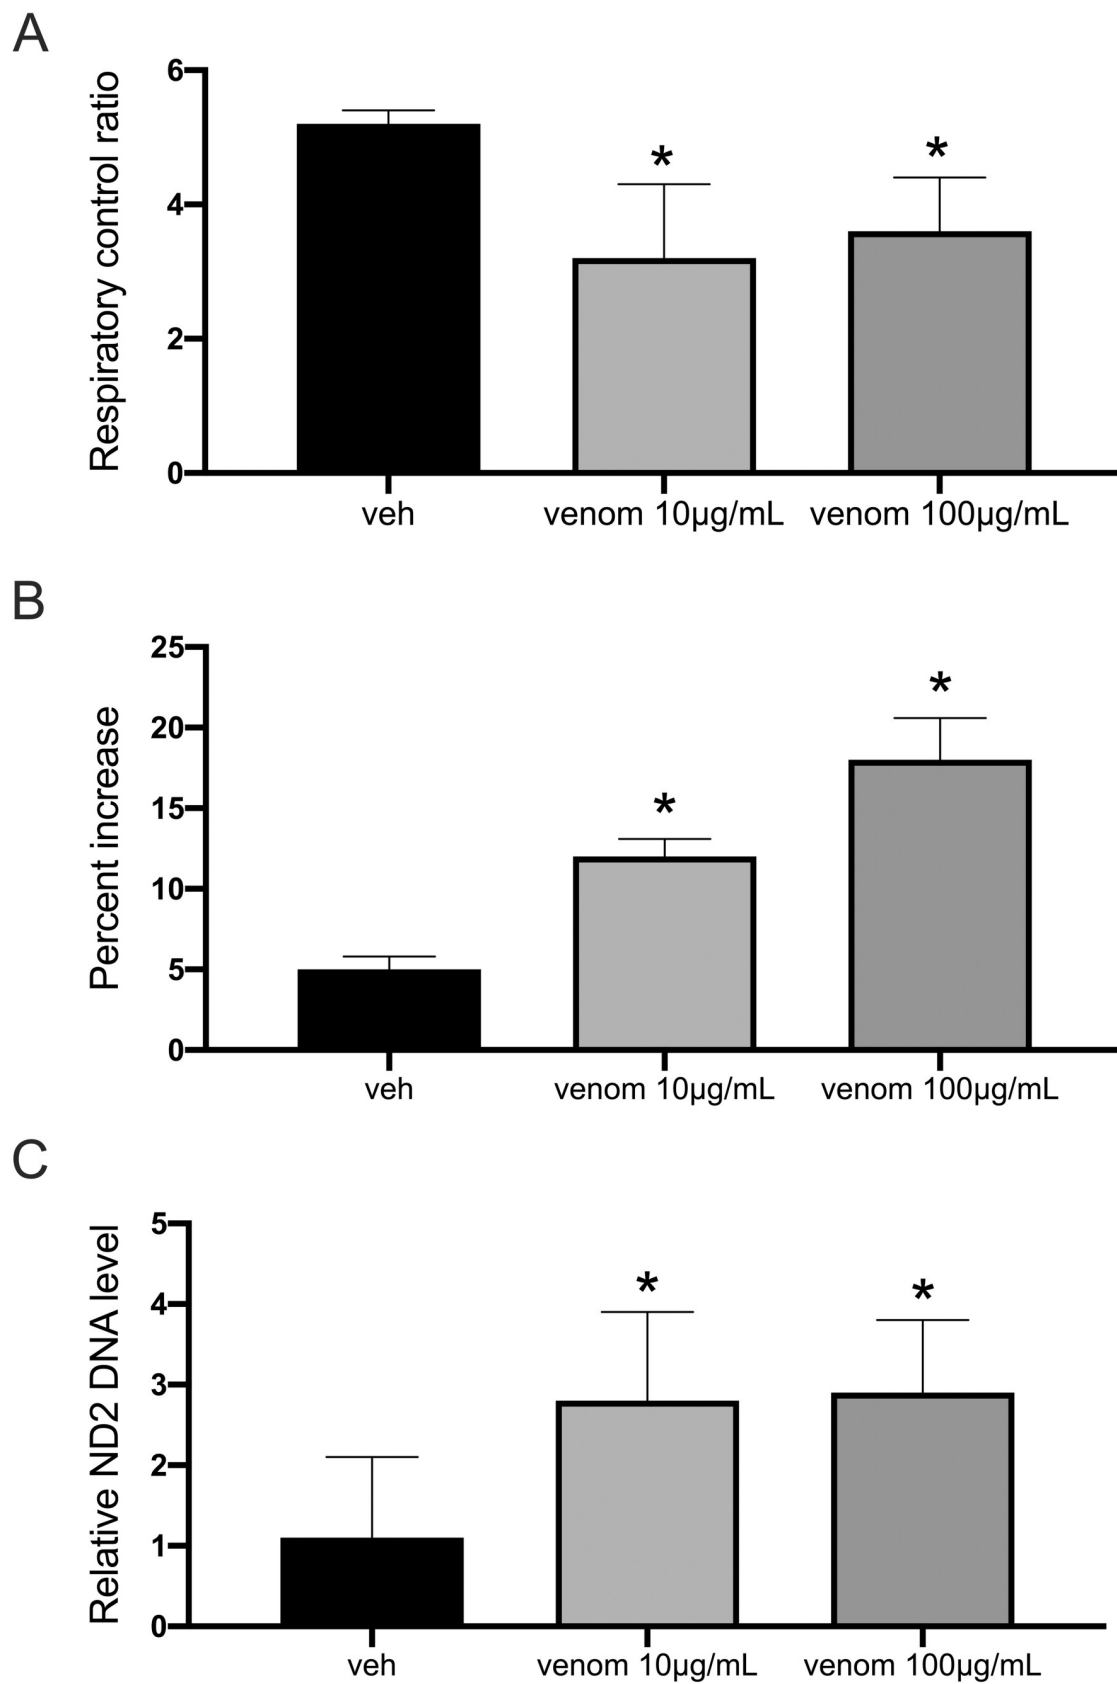 A
Respiratory control ratio
6
4
2
0
*
*
veh
venom 10µg/mL
venom 100µg/mL
B
Percent increase
25
20
15
10
5
0
*
*
veh
venom 10µg/mL
venom 100µg/mL
C
Relative ND2 DNA level
5
4
3
2
1
0
*
*
veh
venom 10µg/mL
venom 100µg/mL